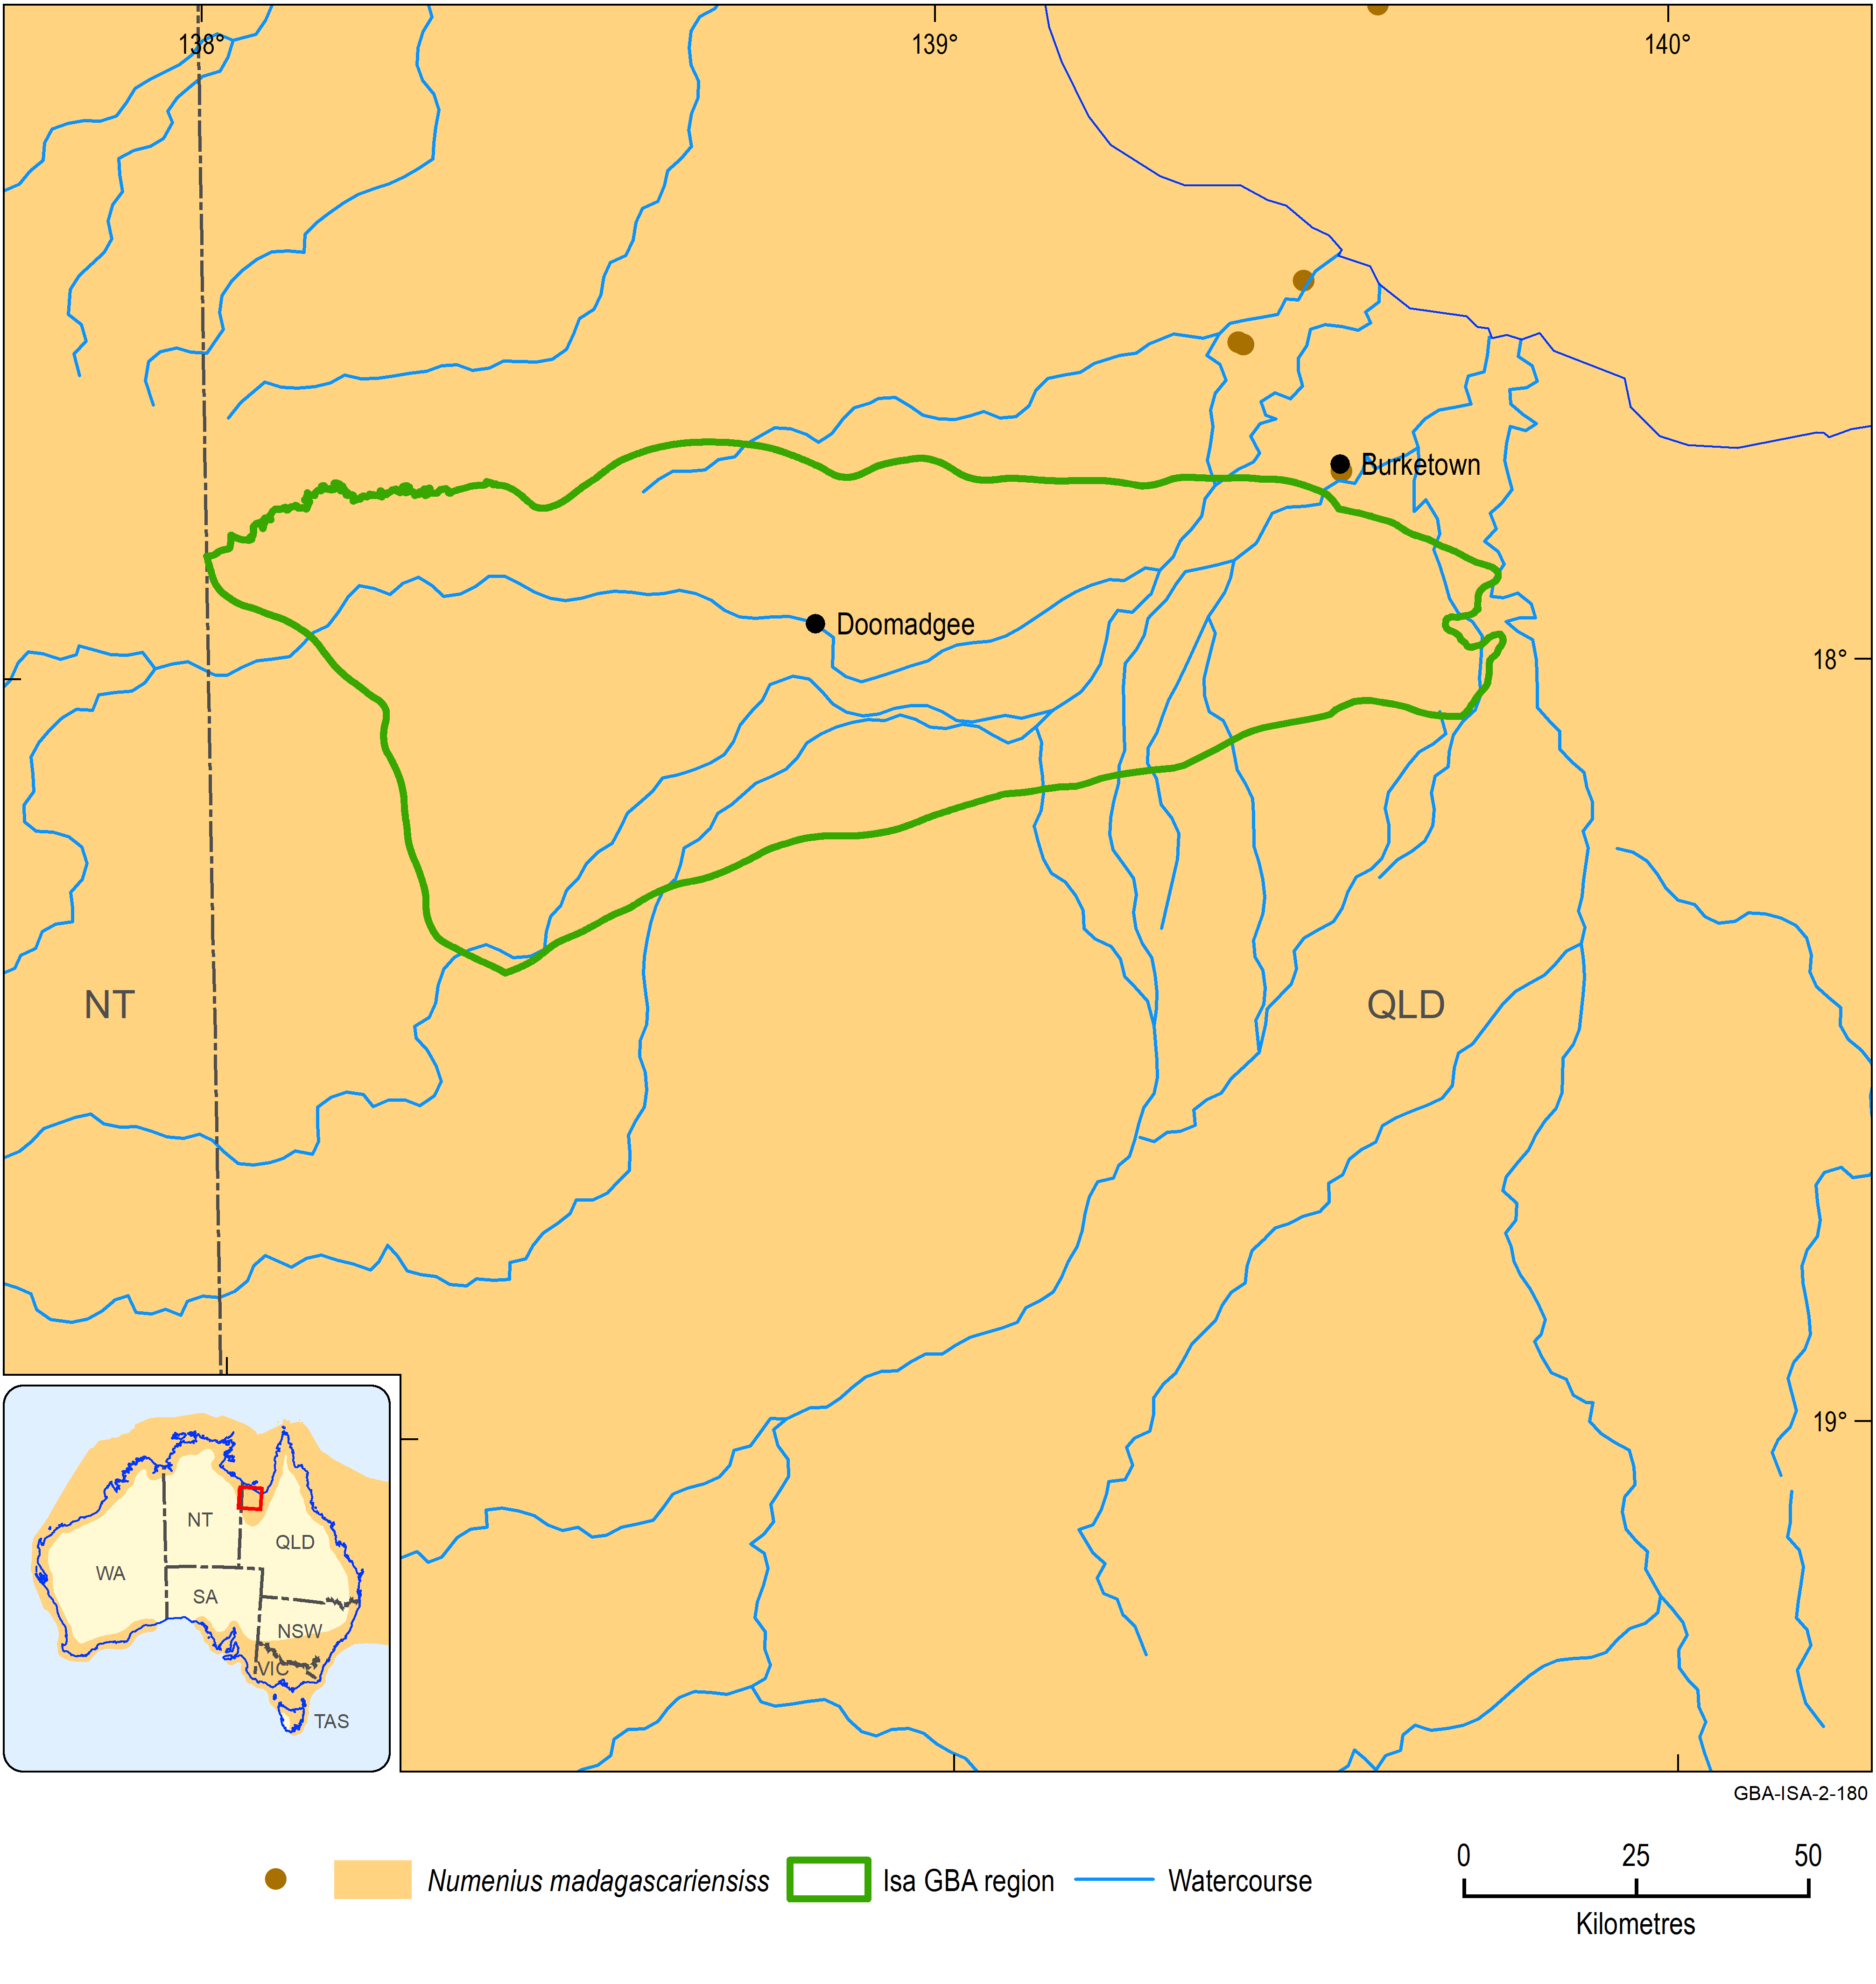 138°
139°
140°
Burketown
Doomadgee
18°
NT
QLD
19°
NT
QLD
WA
SA
NSW
VIC
TAS
GBA-ISA-2-180
0 25 50
Numenius madagascariensiss
Isa GBA region
Watercourse
Kilometres